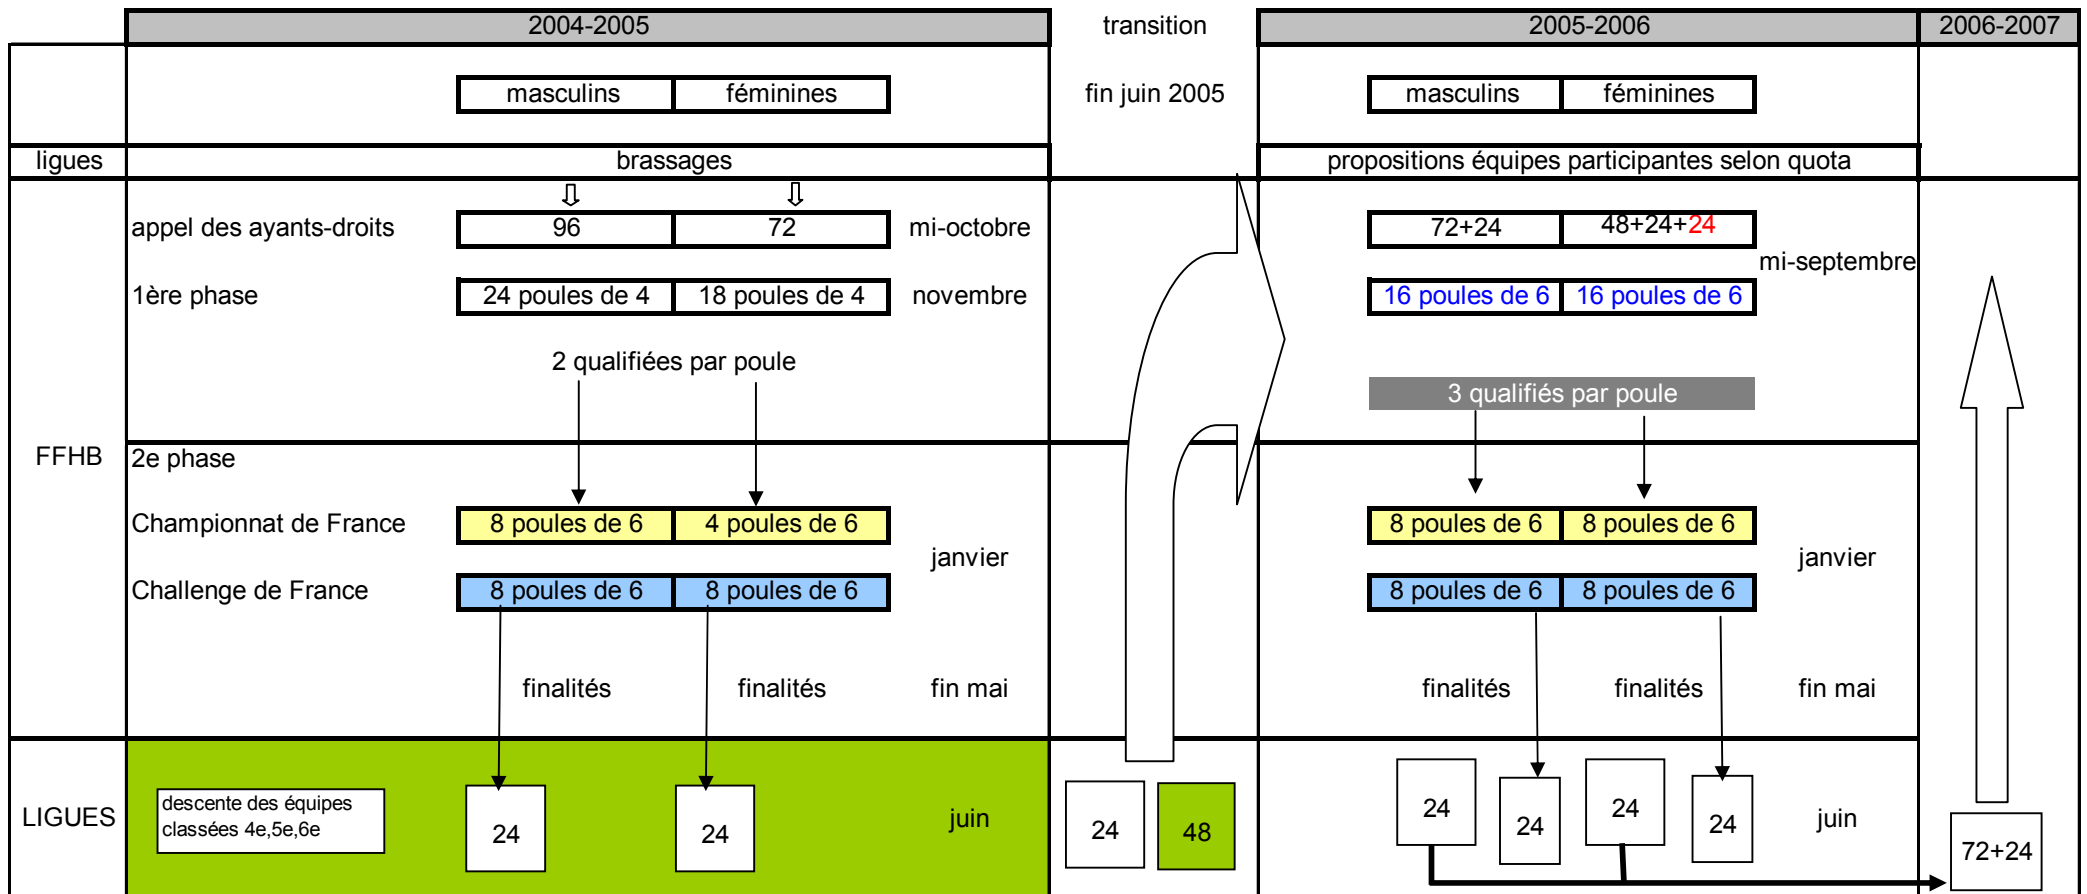 2004-2005 transition 2005-2006 2006-2007
masculins féminines fin juin 2005 masculins féminines
ligues brassages propositions équipes participantes selon quota
appel des ayants-droits 96 72 mi-octobre 72+24 48+24+24
mi-septembre
1ère phase 24 poules de 4 18 poules de 4 novembre 16 poules de 6 16 poules de 6
2 qualifiées par poule
3 qualifiés par poule
FFHB 2e phase
Championnat de France 8 poules de 6 4 poules de 6 8 poules de 6 8 poules de 6
janvier janvier
Challenge de France 8 poules de 6 8 poules de 6 8 poules de 6 8 poules de 6
finalités finalités fin mai finalités finalités fin mai
LIGUES
descente des équipes
classées 4e,5e,6e
24 24 juin 24 48 24 24 24 24 juin
72+24